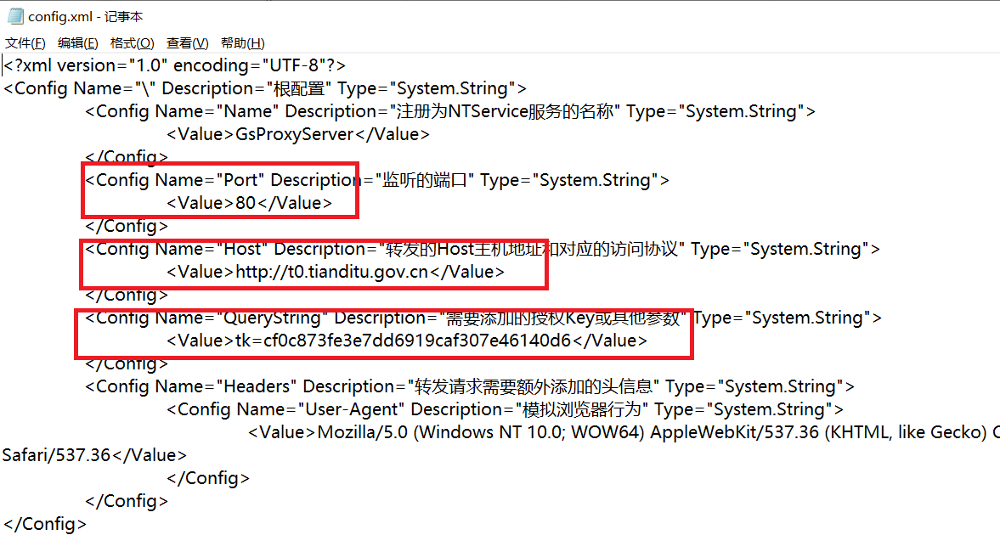 config.xml - 记事本
文件(F) 编辑(E) 格式(O) 查看(V) 帮助(H)
<?xml version="1.0" encoding="UTF-8"?>
<Config Name="\" Description="根配置" Type="System.String">
<Config Name="Name" Description="注册为NTService服务的名称" Type="System.String">
<Value>GsProxyServer</Value>
</Config>
<Config Name="Port" Description="监听的端口" Type="System.String">
<Value>80</Value>
</Config>
<Config Name="Host" Description="转发的Host主机地址和对应的访问协议" Type="System.String">
<Value>http://t0.tianditu.gov.cn</Value>
</Config>
<Config Name="QueryString" Description="需要添加的授权Key或其他参数" Type="System.String">
<Value>tk=cf0c873fe3e7dd6919caf307e46140d6</Value>
</Config>
<Config Name="Headers" Description="转发请求需要额外添加的头信息" Type="System.String">
<Config Name="User-Agent" Description="模拟浏览器行为" Type="System.String">
<Value>Mozilla/5.0 (Windows NT 10.0; WOW64) AppleWebKit/537.36 (KHTML, like Gecko)
Safari/537.36</Value>
</Config>
</Config>
</Config>